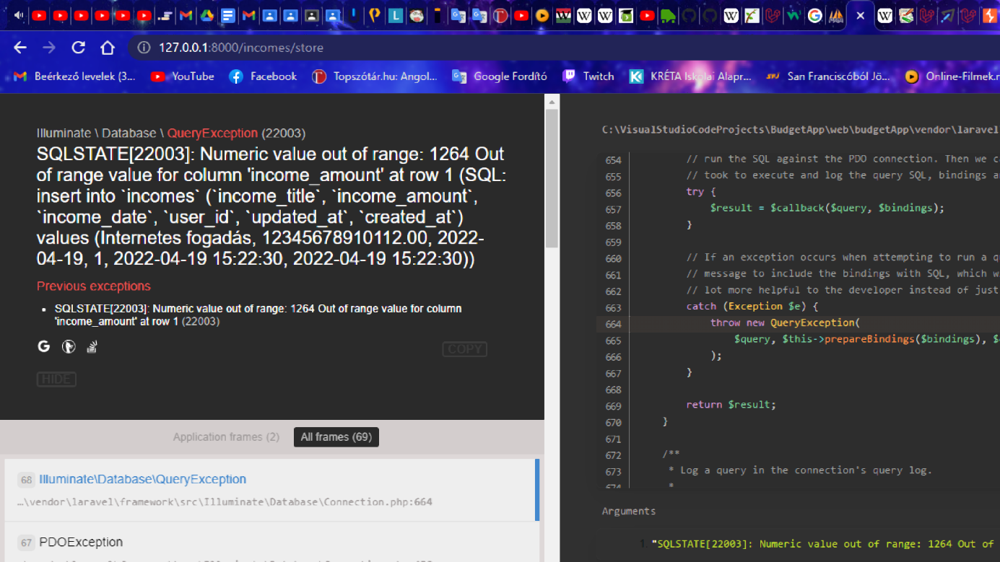 127.0.0.1:8000/incomes/store
Beérkező levelek (3...
YouTube
Facebook
Topszótár.hu: Angol...
Google Fordító
Twitch
KRÉTA Iskolai Alapr...
San Franciscóból Jö...
Online-Filmek.
Illuminate \ Database \ QueryException (22003)
SQLSTATE[22003]: Numeric value out of range: 1264 Out
of range value for column 'income_amount' at row 1 (SQL:
insert into `incomes` (`income_title`, `income_amount`,
`income_date`, `user_id`, `updated_at`, `created_at`)
values (Internetes fogadás, 12345678910112.00, 2022-
04-19, 1, 2022-04-19 15:22:30, 2022-04-19 15:22:30))
Previous exceptions
• SQLSTATE[22003]: Numeric value out of range: 1264 Out of range value for column
'income_amount' at row 1 (22003)
COPY
HIDE
Application frames (2)
All frames (69)
68 Illuminate\Database\QueryException
…\vendor\laravel\framework\src\Illuminate\Database\Connection.php:664
67 PDOException
C:\VisualStudioCodeProjects\BudgetApp\web\budgetApp\vendor\laravel
654 // run the SQL against the PDO connection. Then we c
655 // took to execute and log the query SQL, bindings a
656 try {
657 $result = $callback($query, $bindings);
658 }
659
660 // If an exception occurs when attempting to run a q
661 // message to include the bindings with SQL, which w
662 // lot more helpful to the developer instead of just
663 catch (Exception $e) {
664 throw new QueryException(
665 $query, $this->prepareBindings($bindings), $
666 );
667 }
668
669 return $result;
670 }
671
672 /**
673 * Log a query in the connection's query log.
674 *
Arguments
1. "SQLSTATE[22003]: Numeric value out of range: 1264 Out of